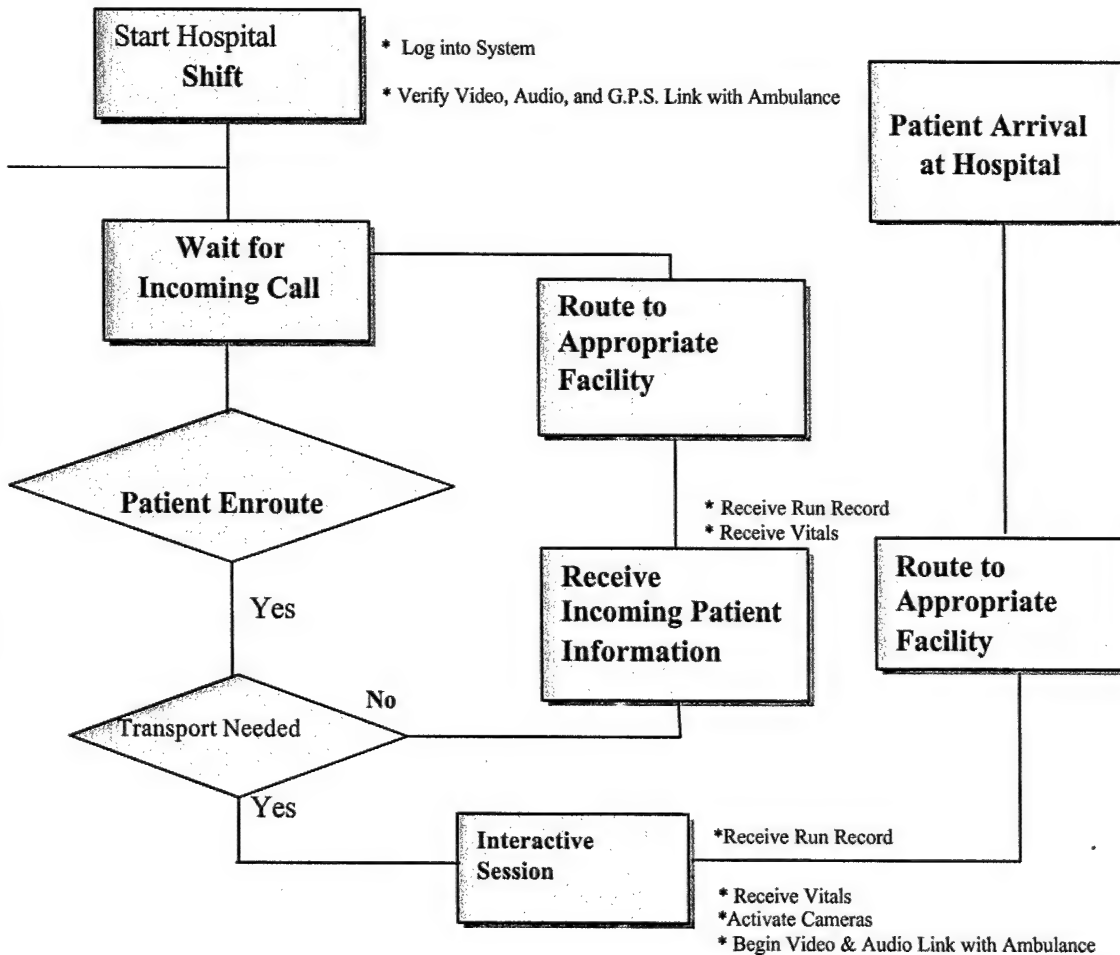 Start Hospital
Shift
* Log into System
* Verify Video, Audio, and G.P.S. Link with Ambulance
Patient Arrival
at Hospital
Wait for
Incoming Call
Route to
Appropriate
Facility
Patient Enroute
* Receive Run Record
* Receive Vitals
Yes
Receive
Incoming Patient
Information
Route to
Appropriate
Facility
No
Transport Needed
Yes
Interactive
Session
*Receive Run Record
* Receive Vitals
*Activate Cameras
* Begin Video & Audio Link with Ambulance